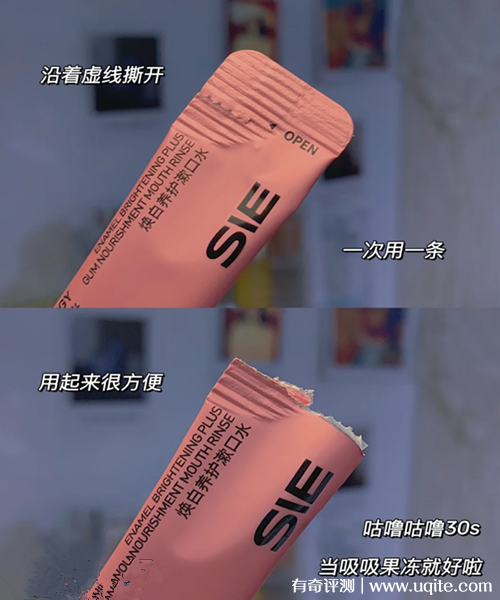 沿着虚线撕开
OPEN
ENAMEL BRIGHTENING PLUS
GUM NOURISHMENT MOUTH RINSE
焕白养护漱口水
SIE
一次用一条
用起来很方便
ENAMEL BRIGHTENING PLUS
NOURISHMENT MOUTH RINSE
焕白养护漱口水
SIE
咕噜咕噜30s
当吸吸果冻就好啦
有奇评测 | www.uqite.com